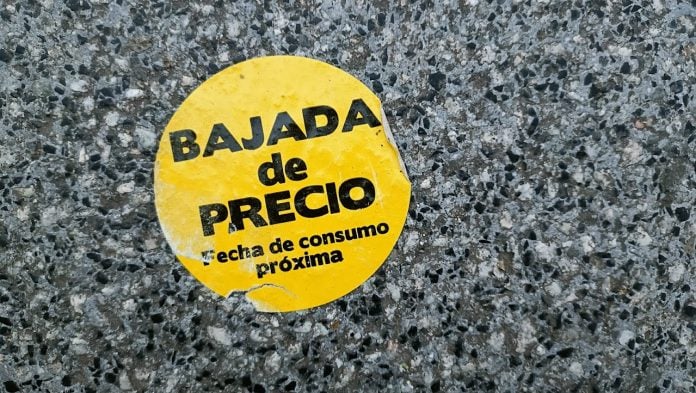 BAJADA
de
PRECIO
Fecha de consumo
próxima